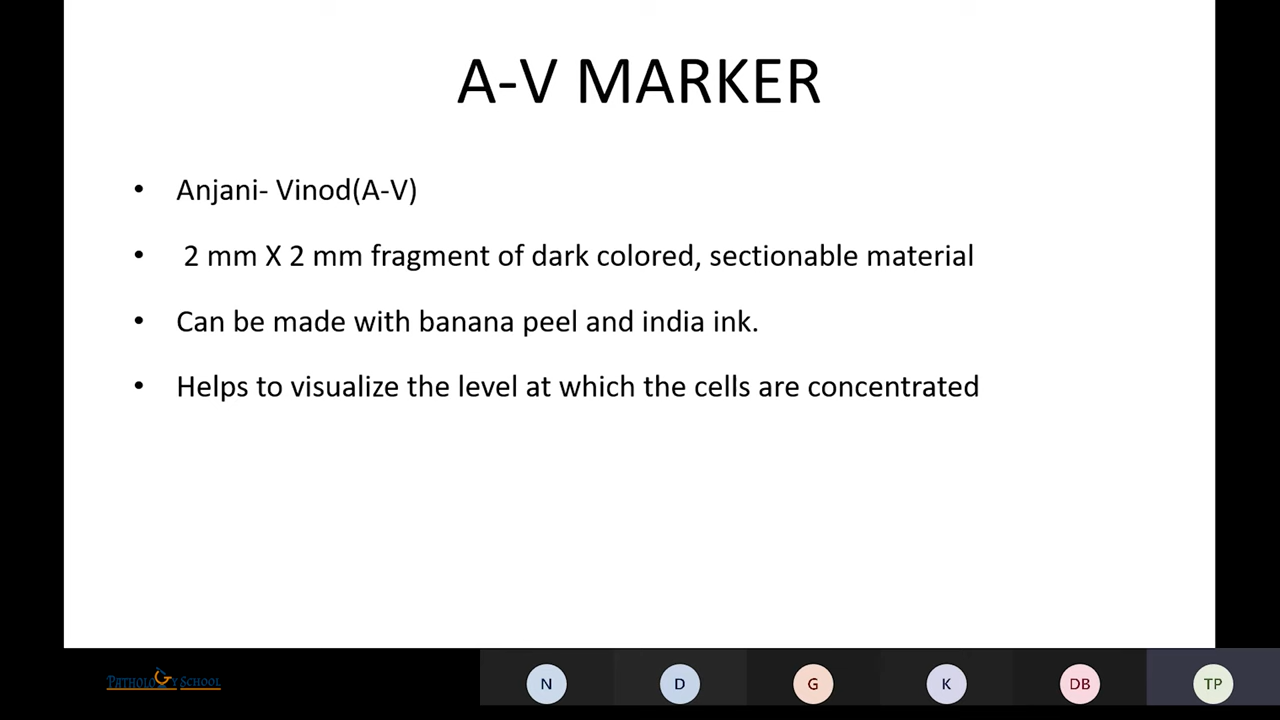 A-V MARKER
• Anjani- Vinod(A-V)
• 2 mm X 2 mm fragment of dark colored, sectionable material
• Can be made with banana peel and india ink.
• Helps to visualize the level at which the cells are concentrated
PATHOLOGY SCHOOL
N D G K DB TP